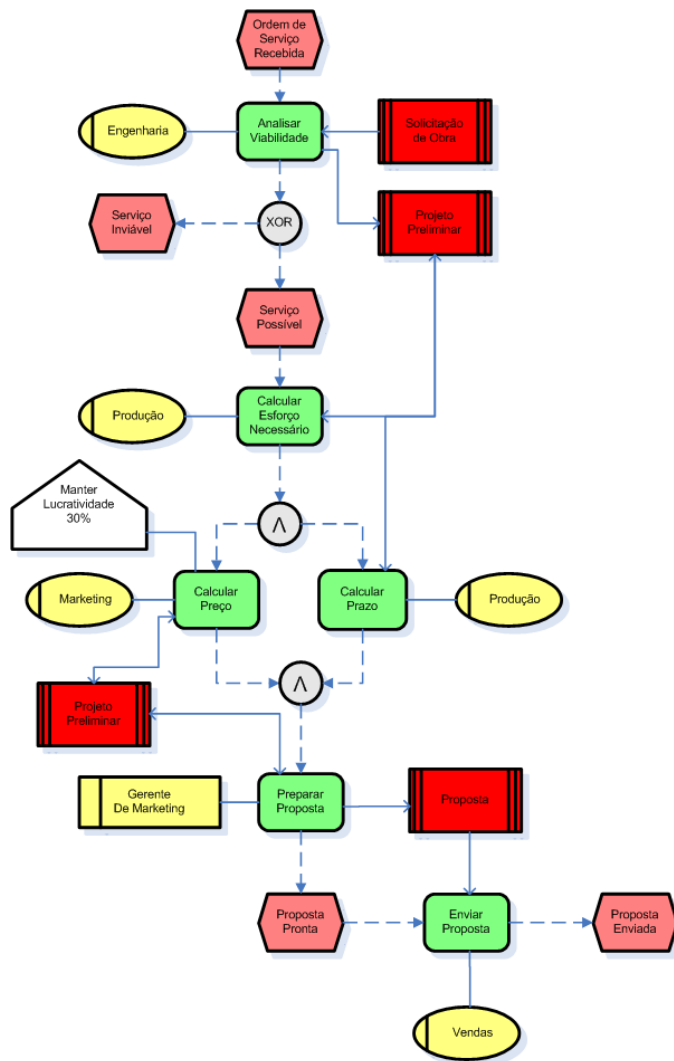 Ordem de
Serviço
Recebida
Engenharia
Analisar
Viabilidade
Solicitação
de Obra
Serviço
Inviável
XOR
Projeto
Preliminar
Serviço
Possível
Produção
Calcular
Esforço
Necessário
Manter
Lucratividade
30%
Λ
Marketing
Calcular
Preço
Calcular
Prazo
Produção
Λ
Projeto
Preliminar
Gerente
De Marketing
Preparar
Proposta
Proposta
Proposta
Pronta
Enviar
Proposta
Proposta
Enviada
Vendas